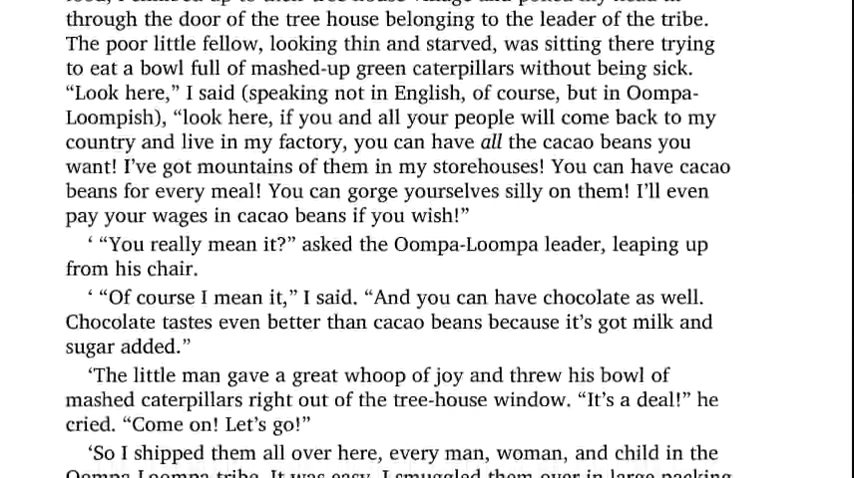 through the door of the tree house belonging to the leader of the tribe.
The poor little fellow, looking thin and starved, was sitting there trying
to eat a bowl full of mashed-up green caterpillars without being sick.
“Look here,” I said (speaking not in English, of course, but in Oompa-
Loompish), “look here, if you and all your people will come back to my
country and live in my factory, you can have all the cacao beans you
want! I’ve got mountains of them in my storehouses! You can have cacao
beans for every meal! You can gorge yourselves silly on them! I’ll even
pay your wages in cacao beans if you wish!”
‘ “You really mean it?” asked the Oompa-Loompa leader, leaping up
from his chair.
‘ “Of course I mean it,” I said. “And you can have chocolate as well.
Chocolate tastes even better than cacao beans because it’s got milk and
sugar added.”
‘The little man gave a great whoop of joy and threw his bowl of
mashed caterpillars right out of the tree-house window. “It’s a deal!” he
cried. “Come on! Let’s go!”
‘So I shipped them all over here, every man, woman, and child in the
Oompa-Loompa tribe. It was easy. I smuggled them over in large packing